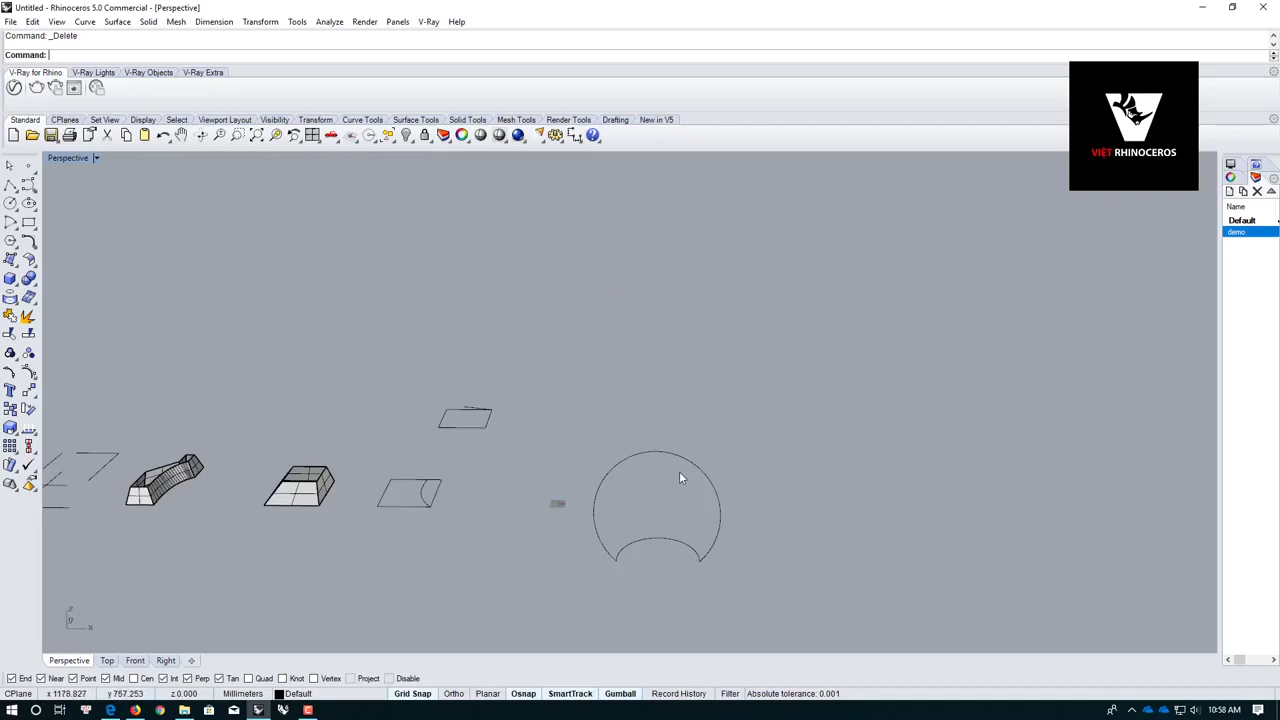 Untitled - Rhinoceros 5.0 Commercial - [Perspective]
File Edit View Curve Surface Solid Mesh Dimension Transform Tools Analyze Render Panels V-Ray Help
Command: _Delete
Command:
V-Ray for Rhino V-Ray Lights V-Ray Objects V-Ray Extra
VIỆT RHINOCEROS
Standard CPlanes Set View Display Select Viewport Layout Visibility Transform Curve Tools Surface Tools Solid Tools Mesh Tools Render Tools Drafting New in V5
Perspective
Name
Default
demo
z
y
x
Perspective Top Front Right
End Near Point Mid Cen Int Perp Tan Quad Knot Vertex Project Disable
CPlane x 1178.827 y 757.253 z 0.000 Millimeters Default Grid Snap Ortho Planar Osnap SmartTrack Gumball Record History Filter Absolute tolerance: 0.001
10:58 AM